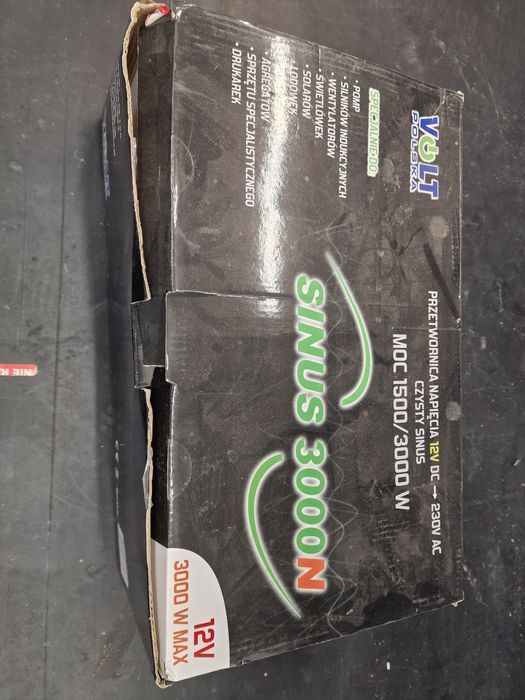 VOLT
POLSKA
SPECJALNIE DO:
• POMP
• SILNIKÓW INDUKCYJNYCH
• WENTYLATORÓW
• ŚWIETLÓWEK
• SOLARÓW
• LODÓWEK
• AGREGATÓW
• SPRZĘTU SPECJALISTYCZNEGO
• DRUKAREK
PRZETWORNICA NAPIĘCIA 12V DC → 230V AC
CZYSTY SINUS
MOC 1500/3000 W
SINUS 3000N
12V
3000 W MAX
NIE